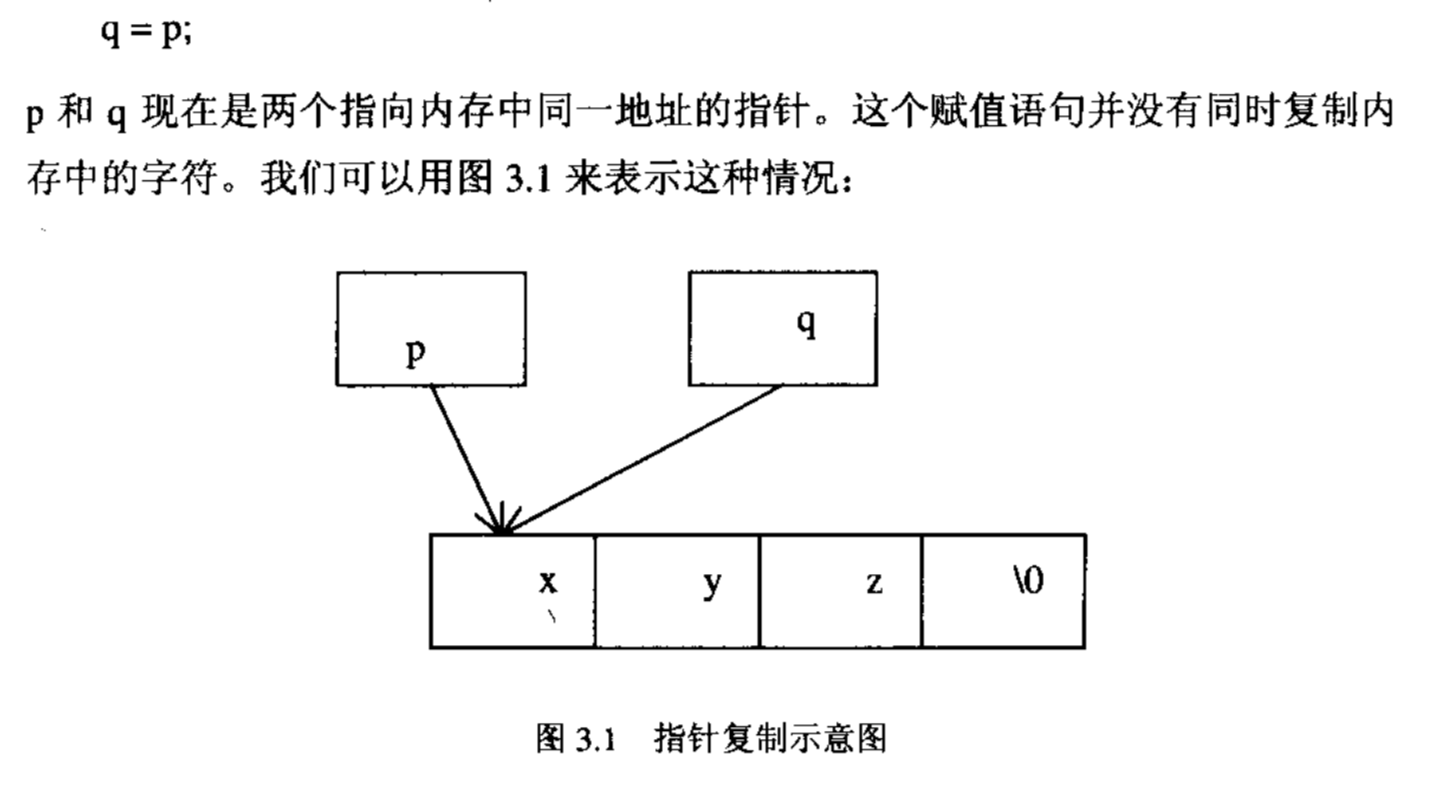 q = p;
p 和 q 现在是两个指向内存中同一地址的指针。这个赋值语句并没有同时复制内
存中的字符。我们可以用图 3.1 来表示这种情况：
p
q
x
y
z
\0
图 3.1 指针复制示意图